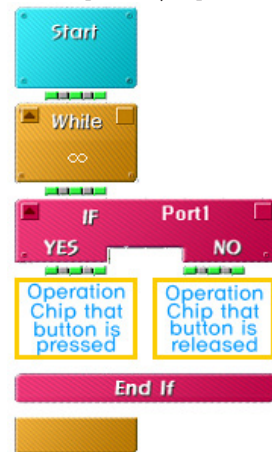 Start
While
∞
IF Port1
YES NO
Operation
Chip that
button is
pressed
Operation
Chip that
button is
released
End If